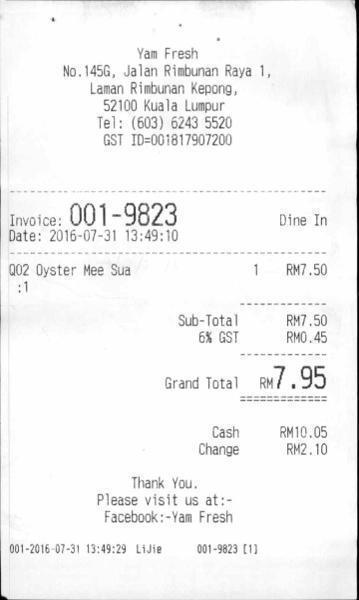 Yam Fresh
No.145G, Jalan Rimbunan Raya 1,
Laman Rimbunan Kepong,
52100 Kuala Lumpur
Tel: (603) 6243 5520
GST ID=001817907200
Invoice: 001-9823 Dine In
Date: 2016-07-31 13:49:10
Q02 Oyster Mee Sua 1 RM7.50
:1
Sub-Total RM7.50
6% GST RM0.45
Grand Total RM7.95
Cash RM10.05
Change RM2.10
Thank You.
Please visit us at:-
Facebook:-Yam Fresh
001-2016-07-31 13:49:29 LiJie 001-9823 [1]